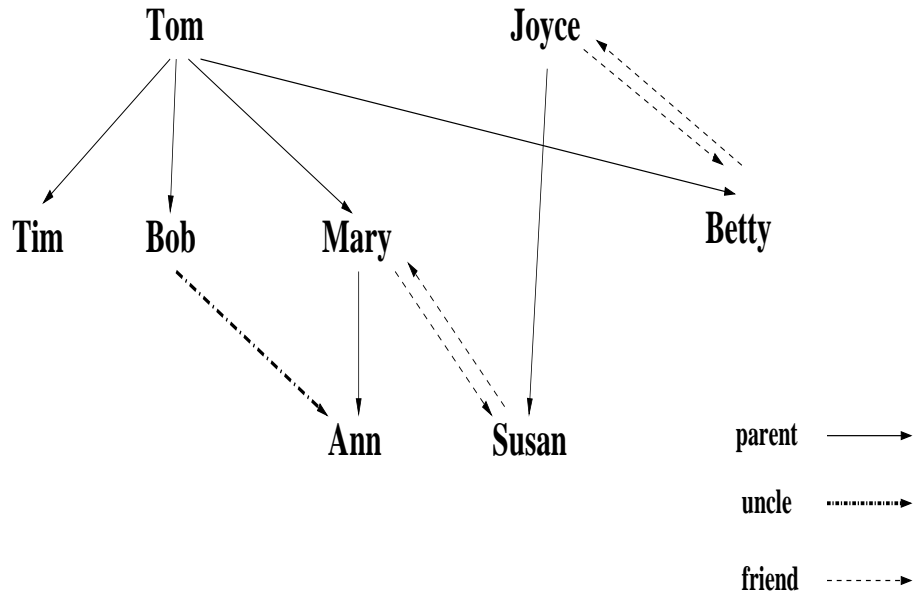 Tom
Joyce
Tim
Bob
Mary
Betty
Ann
Susan
parent
uncle
friend